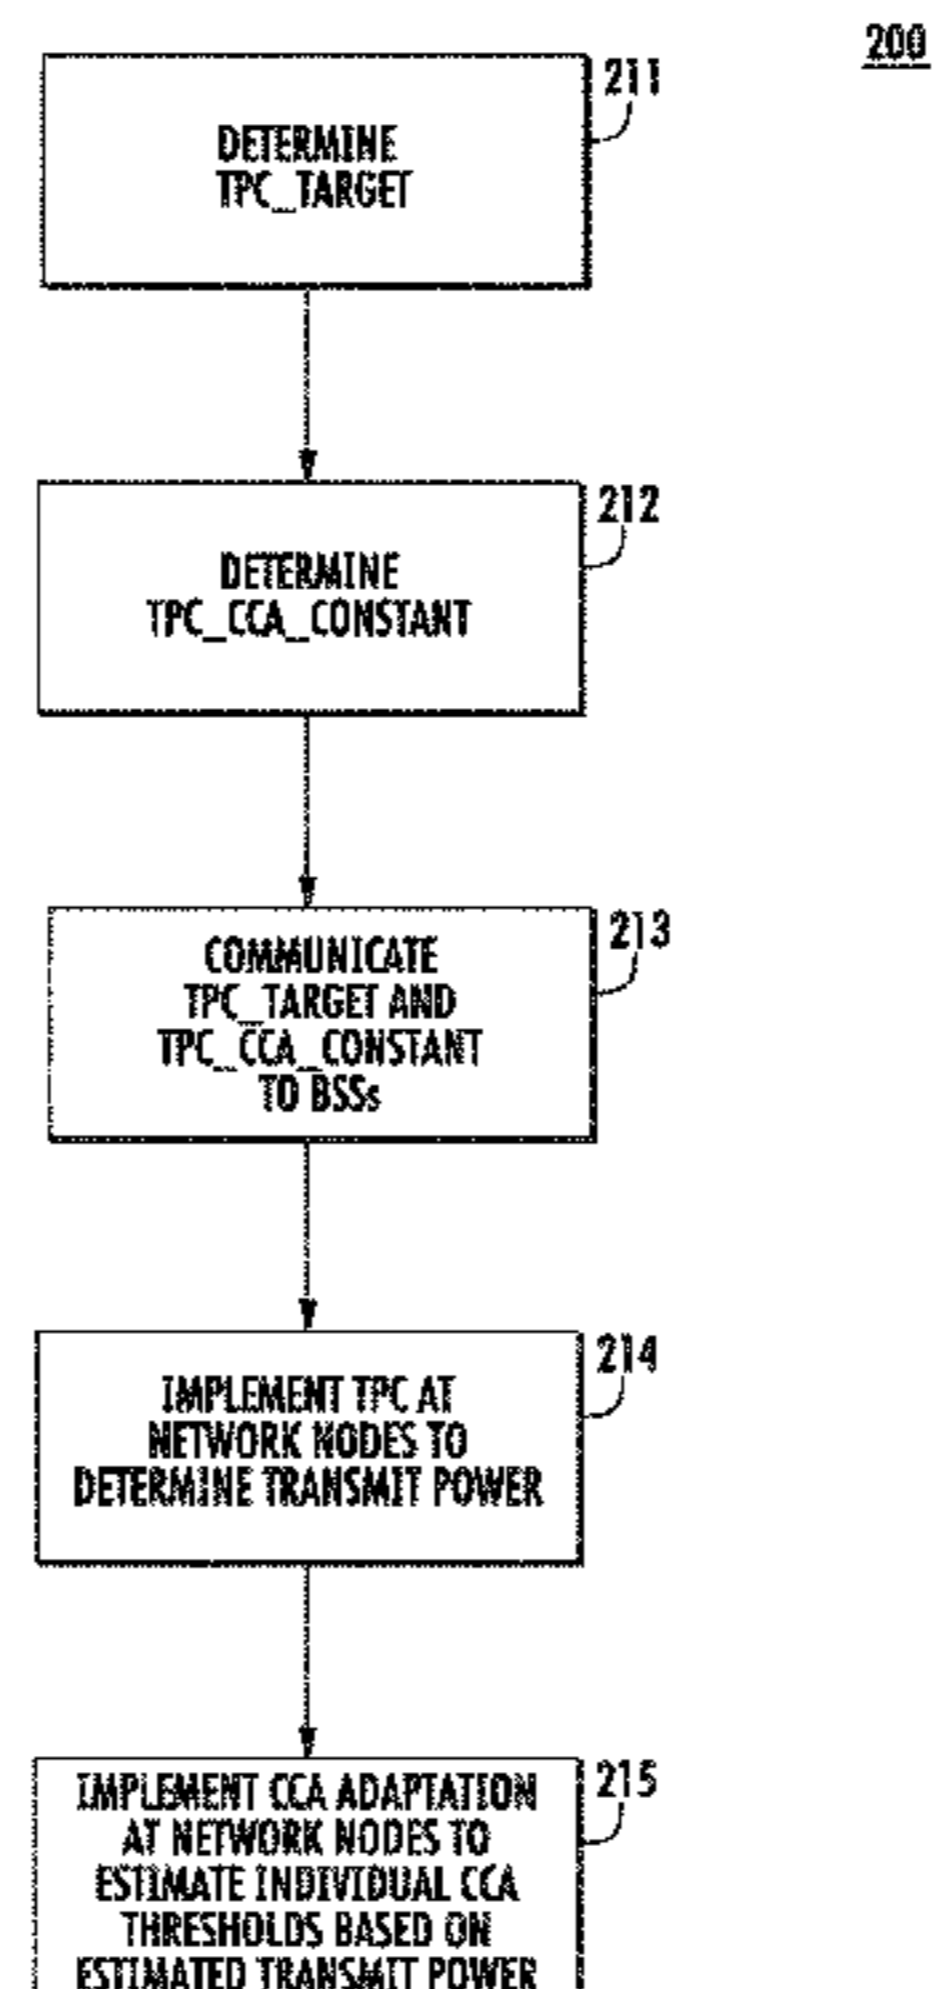 200
211
DETERMINE
TPC_TARGET
212
DETERMINE
TPC_CCA_CONSTANT
213
COMMUNICATE
TPC_TARGET AND
TPC_CCA_CONSTANT
TO BSSs
214
IMPLEMENT TPC AT
NETWORK NODES TO
DETERMINE TRANSMIT POWER
215
IMPLEMENT CCA ADAPTATION
AT NETWORK NODES TO
ESTIMATE INDIVIDUAL CCA
THRESHOLDS BASED ON
ESTIMATED TRANSMIT POWER